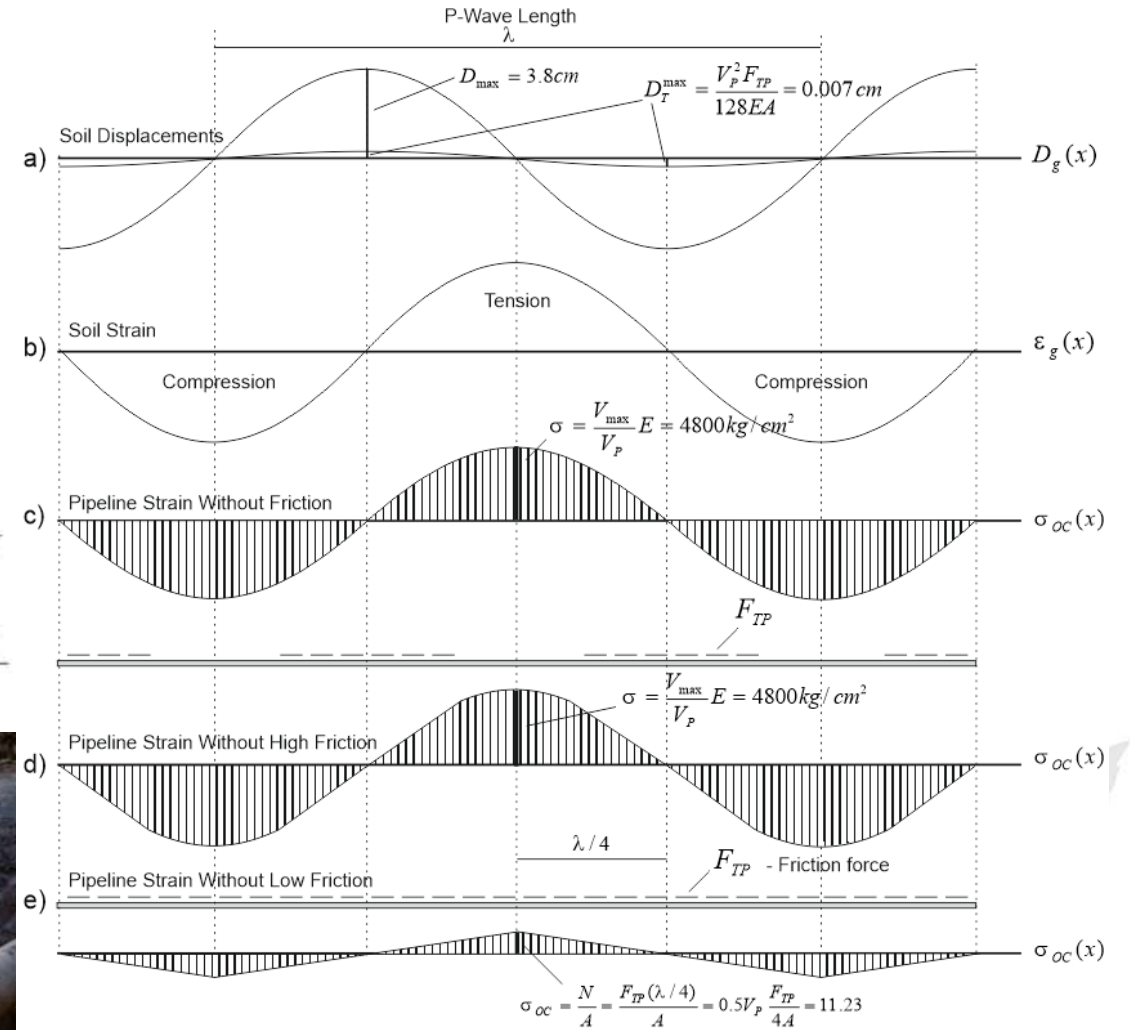 P-Wave Length
λ
D_max = 3.8cm
D_T^max = V_P^2 F_TP / 128EA = 0.007 cm
Soil Displacements
a)
D_g(x)
Tension
Soil Strain
b)
ε_g(x)
Compression
Compression
σ = V_max / V_P E = 4800kg/cm^2
Pipeline Strain Without Friction
c)
σ_OC(x)
F_TP
σ = V_max / V_P E = 4800kg/cm^2
Pipeline Strain Without High Friction
d)
σ_OC(x)
λ/4
F_TP - Friction force
Pipeline Strain Without Low Friction
e)
σ_OC(x)
σ_OC = N / A = F_TP(λ/4) / A = 0.5V_P F_TP / 4A = 11.23